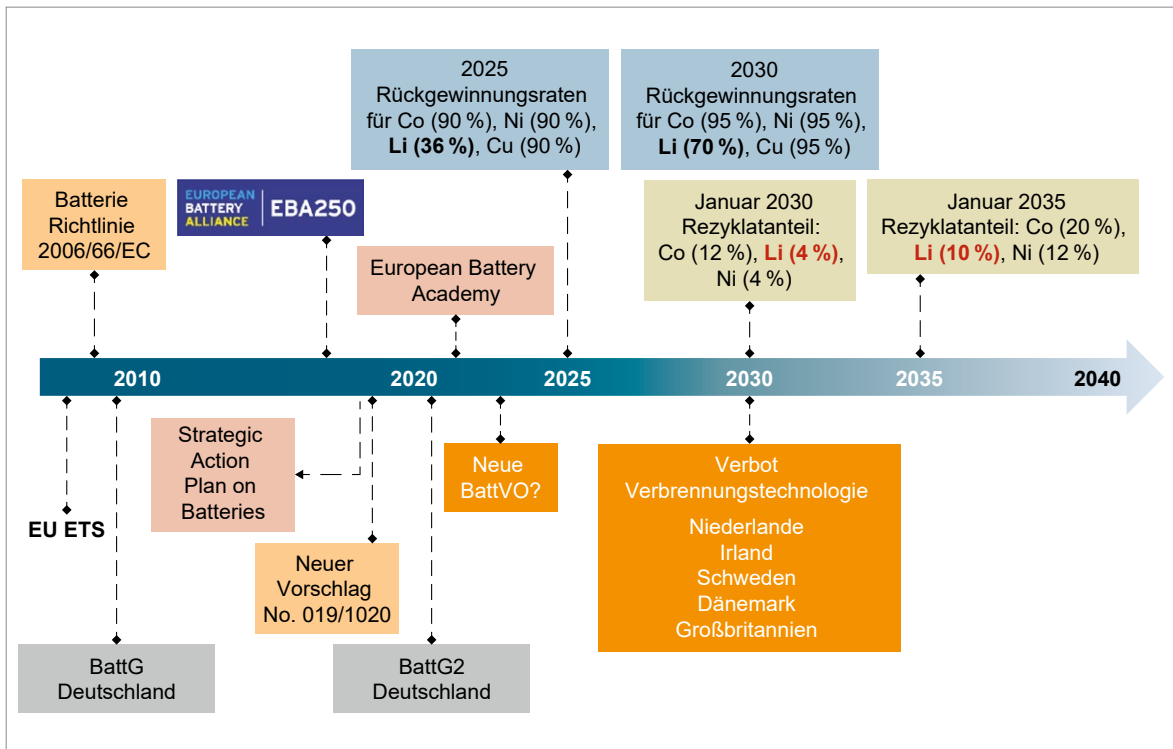 2025
Rückgewinnungsraten
für Co (90 %), Ni (90 %),
Li (36 %), Cu (90 %)
2030
Rückgewinnungsraten
für Co (95 %), Ni (95 %),
Li (70 %), Cu (95 %)
Batterie
Richtlinie
2006/66/EC
EUROPEAN
BATTERY
ALLIANCE
EBA250
European Battery
Academy
Januar 2030
Rezyklatanteil:
Co (12 %), Li (4 %),
Ni (4 %)
Januar 2035
Rezyklatanteil: Co (20 %),
Li (10 %), Ni (12 %)
2010 2020 2025 2030 2035 2040
EU ETS
Strategic
Action
Plan on
Batteries
Neue
BattVO?
Verbot
Verbrennungstechnologie
Niederlande
Irland
Schweden
Dänemark
Großbritannien
Neuer
Vorschlag
No. 019/1020
BattG
Deutschland
BattG2
Deutschland